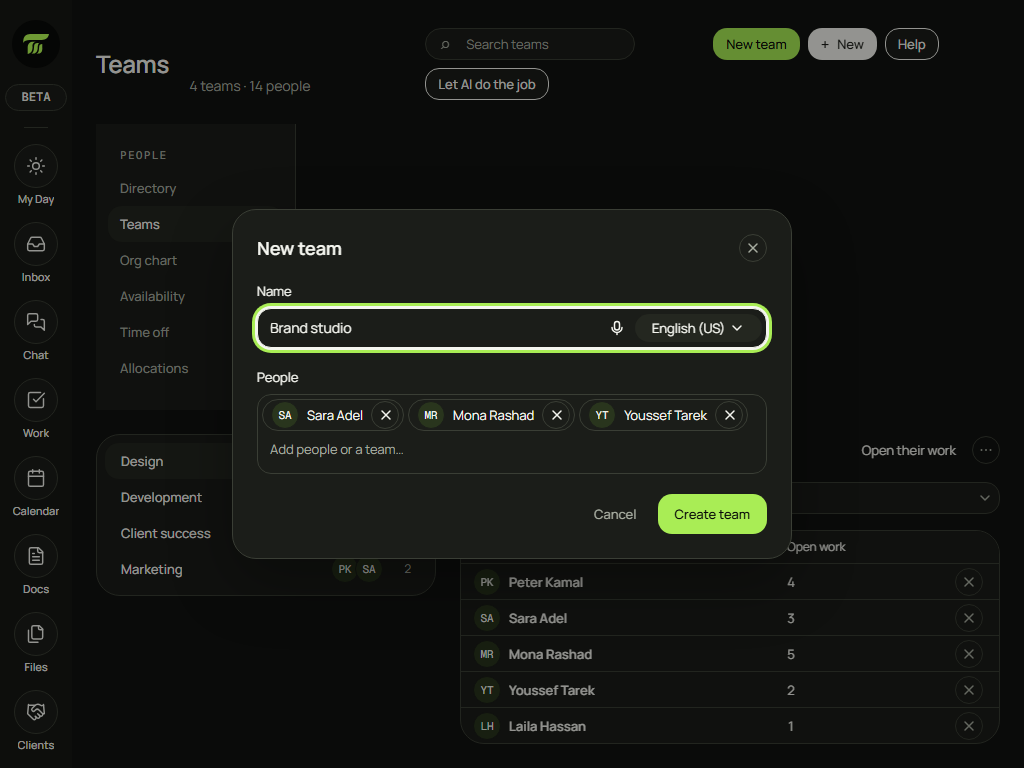 Teams
4 teams · 14 people
Search teams
New team
+ New
Help
Let AI do the job
BETA
My Day
Inbox
Chat
Work
Calendar
Docs
Files
Clients
PEOPLE
Directory
Teams
Org chart
Availability
Time off
Allocations
New team
Name
Brand studio
English (US)
People
SA Sara Adel
MR Mona Rashad
YT Youssef Tarek
Add people or a team…
Cancel
Create team
Design
Development
Client success
Marketing PK SA 2
Open their work
Open work
PK Peter Kamal 4
SA Sara Adel 3
MR Mona Rashad 5
YT Youssef Tarek 2
LH Laila Hassan 1